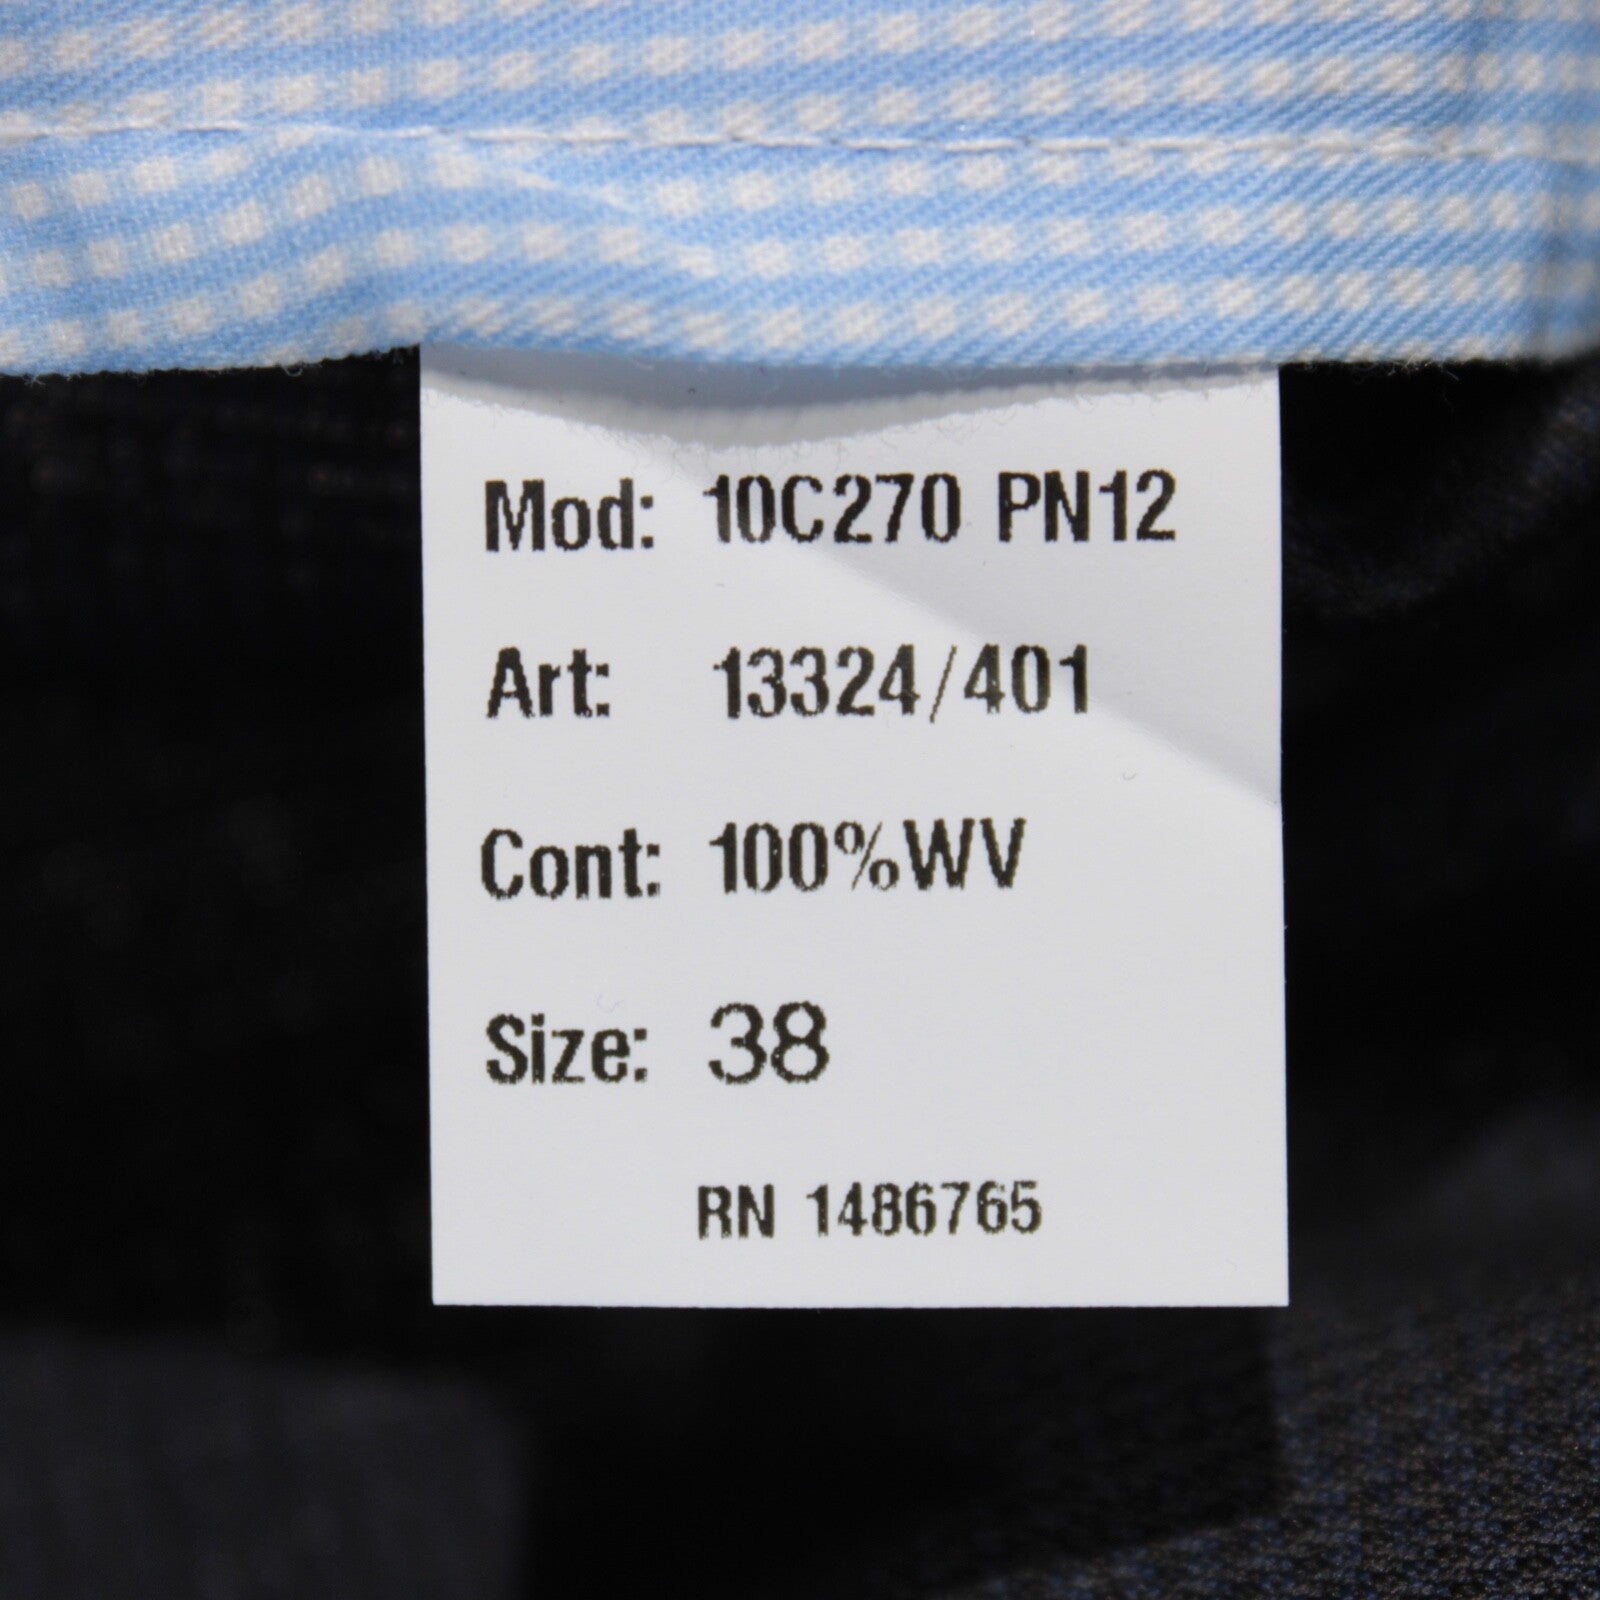 Mod: 10C270 PN12
Art: 13324/401
Cont: 100%WV
Size: 38
RN 1486765